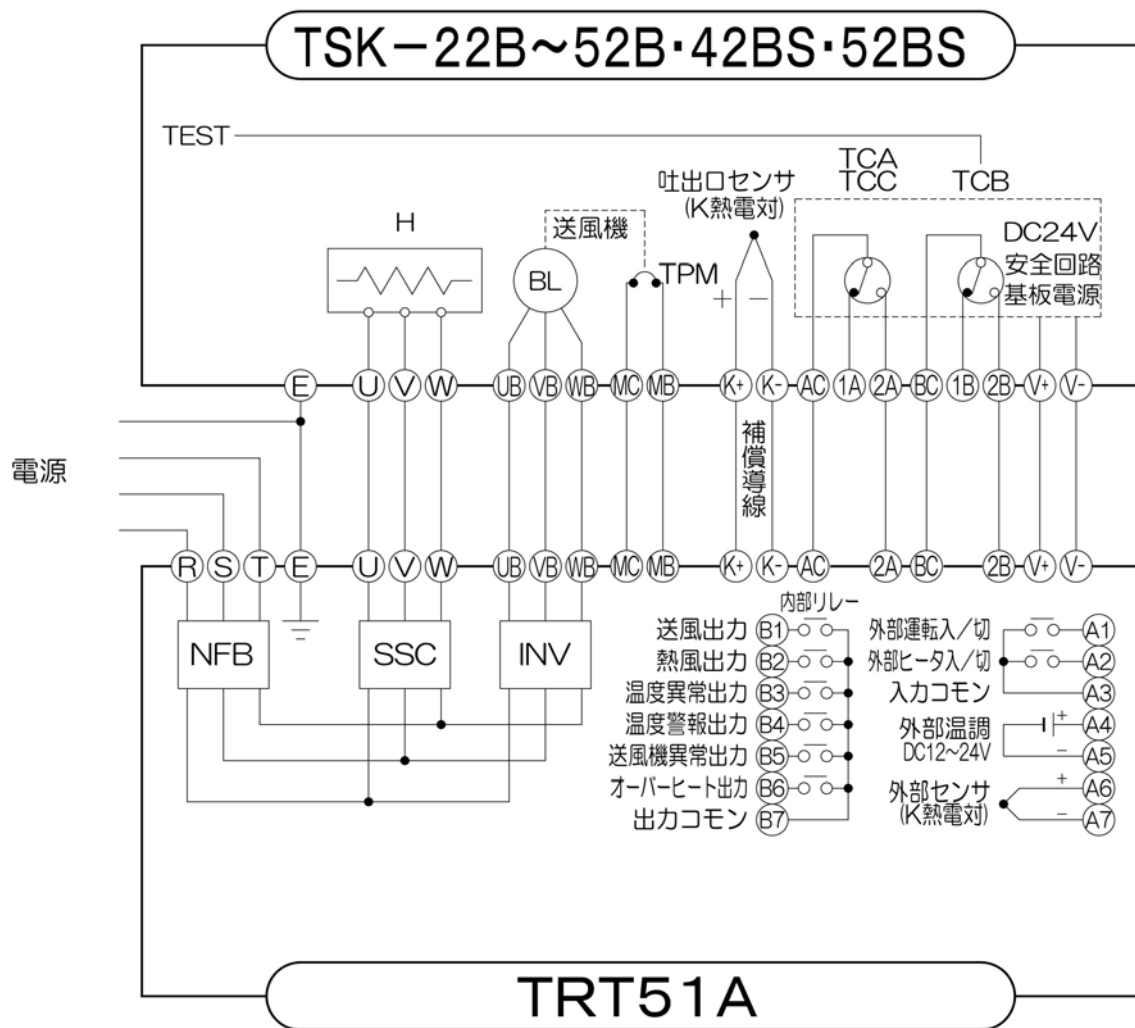 TSK−22B~52B・42BS・52BS
TEST
H
送風機
BL
TPM
吐出口センサ
(K熱電対)
+ −
TCA
TCC
TCB
DC24V
安全回路
基板電源
E U V W UB VB WB MC MB K+ K- AC 1A 2A BC 1B 2B V+ V-
電源
補償導線
R S T E U V W UB VB WB MC MB K+ K- AC 2A BC 2B V+ V-
NFB
SSC
INV
内部リレー
送風出力 B1
熱風出力 B2
温度異常出力 B3
温度警報出力 B4
送風機異常出力 B5
オーバーヒート出力 B6
出力コモン B7
外部運転入/切 A1
外部ヒータ入/切 A2
入力コモン A3
外部温調 + A4
DC12~24V − A5
外部センサ + A6
(K熱電対) − A7
TRT51A